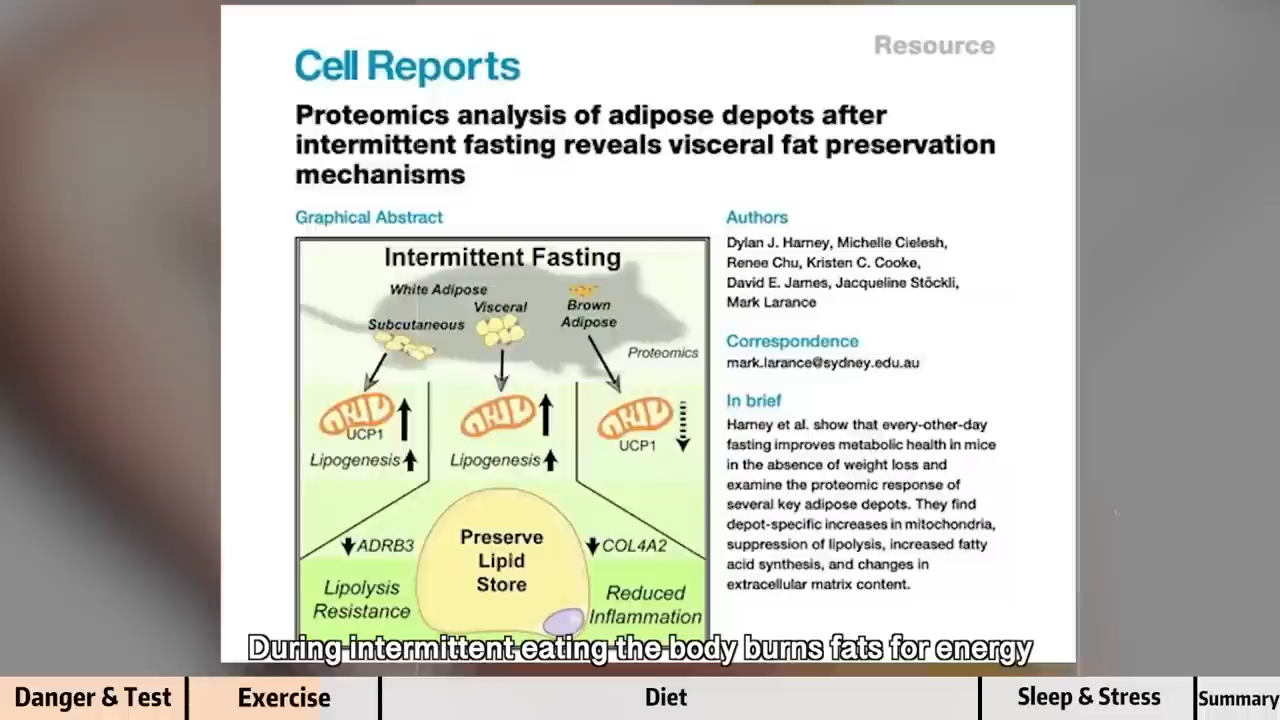 Resource
Cell Reports
Proteomics analysis of adipose depots after
intermittent fasting reveals visceral fat preservation
mechanisms
Graphical Abstract
Intermittent Fasting
White Adipose
Visceral
Brown
Adipose
Subcutaneous
Proteomics
UCP1
UCP1
Lipogenesis
Lipogenesis
ADRB3
COL4A2
Preserve
Lipid
Store
Lipolysis
Resistance
Reduced
Inflammation
Authors
Dylan J. Harney, Michelle Cielesh,
Renee Chu, Kristen C. Cooke,
David E. James, Jacqueline Stöckli,
Mark Larance
Correspondence
mark.larance@sydney.edu.au
In brief
Harney et al. show that every-other-day
fasting improves metabolic health in mice
in the absence of weight loss and
examine the proteomic response of
several key adipose depots. They find
depot-specific increases in mitochondria,
suppression of lipolysis, increased fatty
acid synthesis, and changes in
extracellular matrix content.
During intermittent eating the body burns fats for energy
Danger & Test
Exercise
Diet
Sleep & Stress
Summary